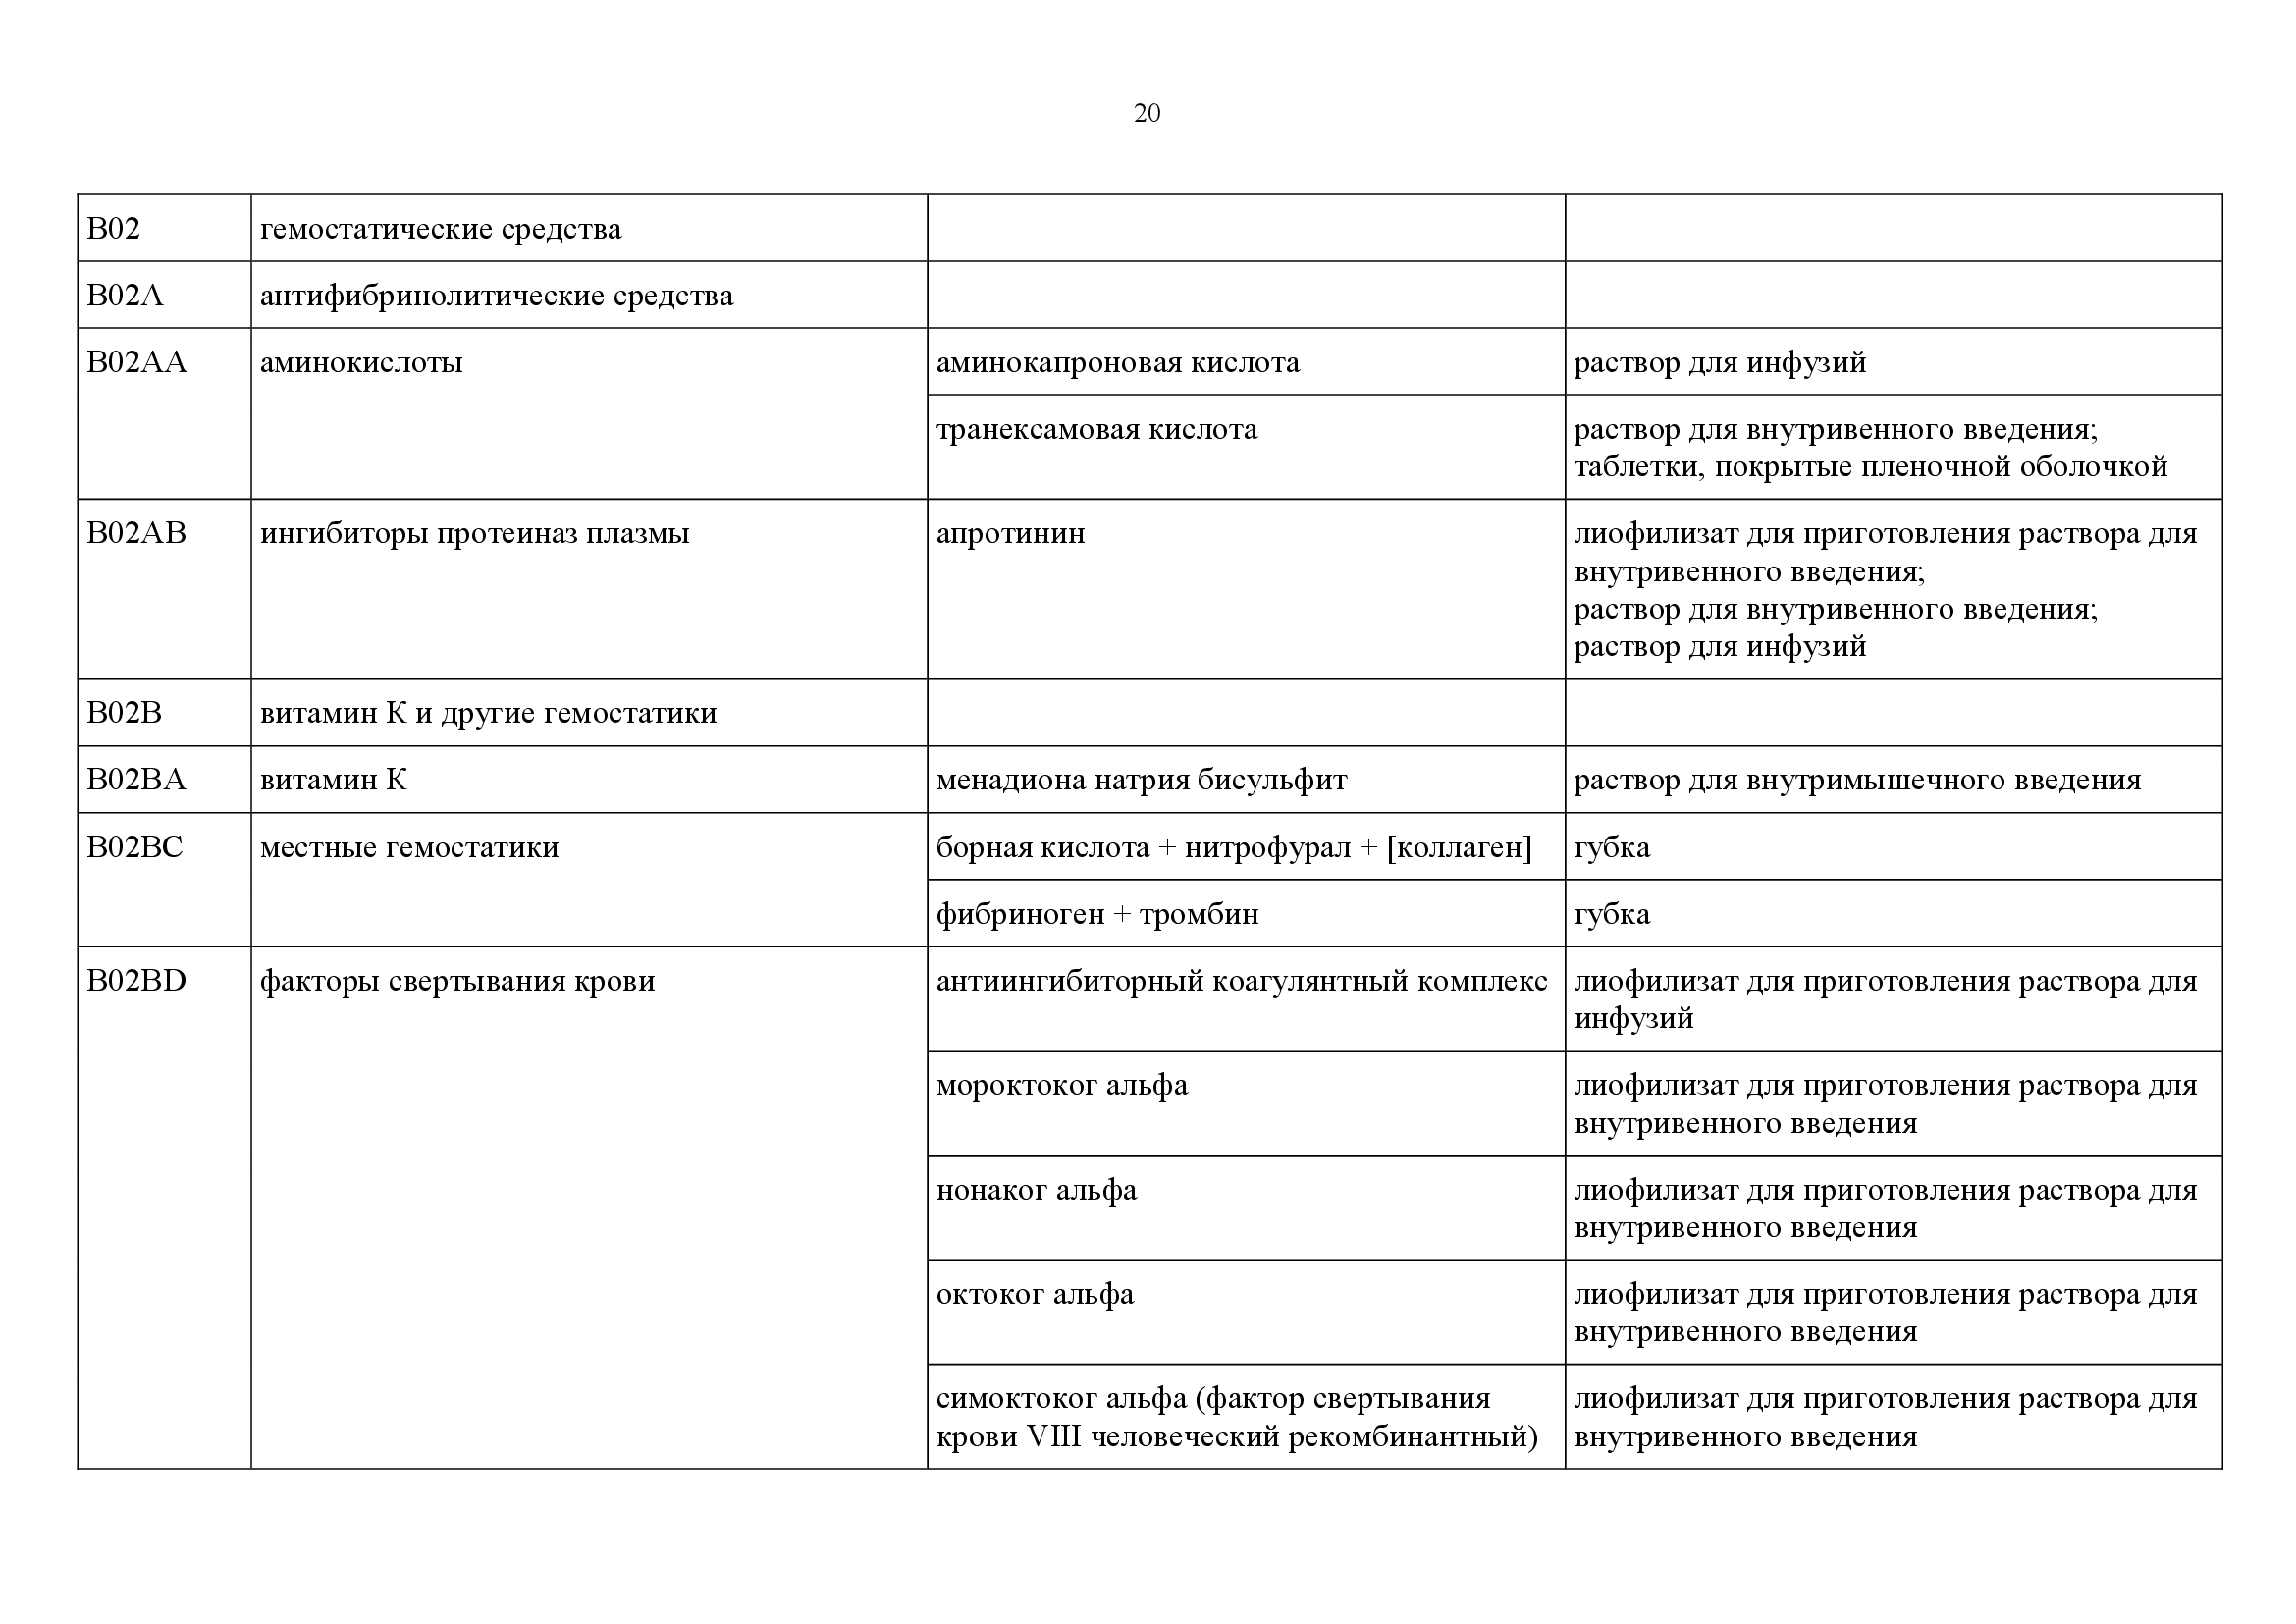 20
B02
гемостатические средства
B02A
антифибринолитические средства
B02AA
аминокислоты
аминокапроновая кислота
раствор для инфузий
транексамовая кислота
раствор для внутривенного введения;
таблетки, покрытые пленочной оболочкой
B02AB
ингибиторы протеиназ плазмы
апротинин
лиофилизат для приготовления раствора для
внутривенного введения;
раствор для внутривенного введения;
раствор для инфузий
B02B
витамин К и другие гемостатики
B02BA
витамин К
менадиона натрия бисульфит
раствор для внутримышечного введения
B02BC
местные гемостатики
борная кислота + нитрофурал + [коллаген]
губка
фибриноген + тромбин
губка
B02BD
факторы свертывания крови
антиингибиторный коагулянтный комплекс
лиофилизат для приготовления раствора для
инфузий
мороктоког альфа
лиофилизат для приготовления раствора для
внутривенного введения
нонаког альфа
лиофилизат для приготовления раствора для
внутривенного введения
октоког альфа
лиофилизат для приготовления раствора для
внутривенного введения
симоктоког альфа (фактор свертывания
крови VIII человеческий рекомбинантный)
лиофилизат для приготовления раствора для
внутривенного введения